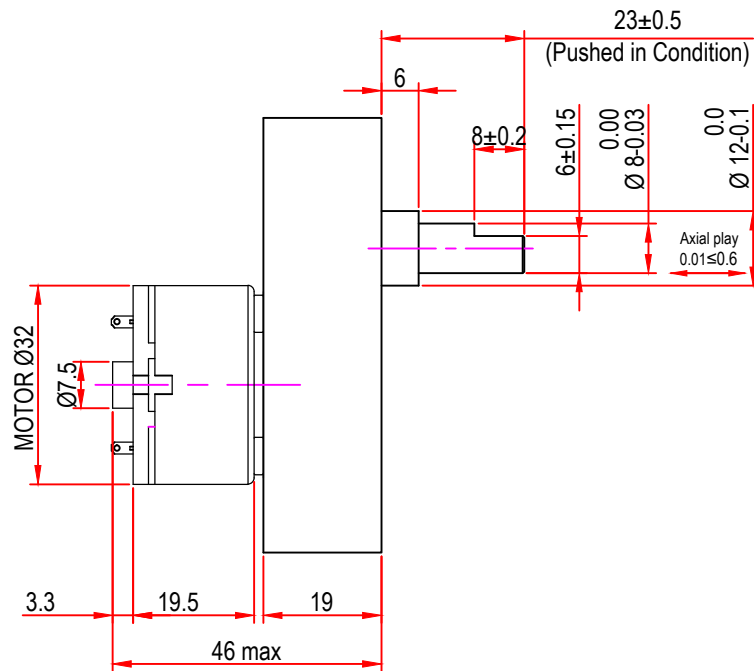 23±0.5
(Pushed in Condition)
6
8±0.2
6±0.15
0.00
Ø 8-0.03
0.0
Ø 12-0.1
Axial play
0.01≤0.6
MOTOR Ø32
Ø7.5
3.3
19.5
19
46 max